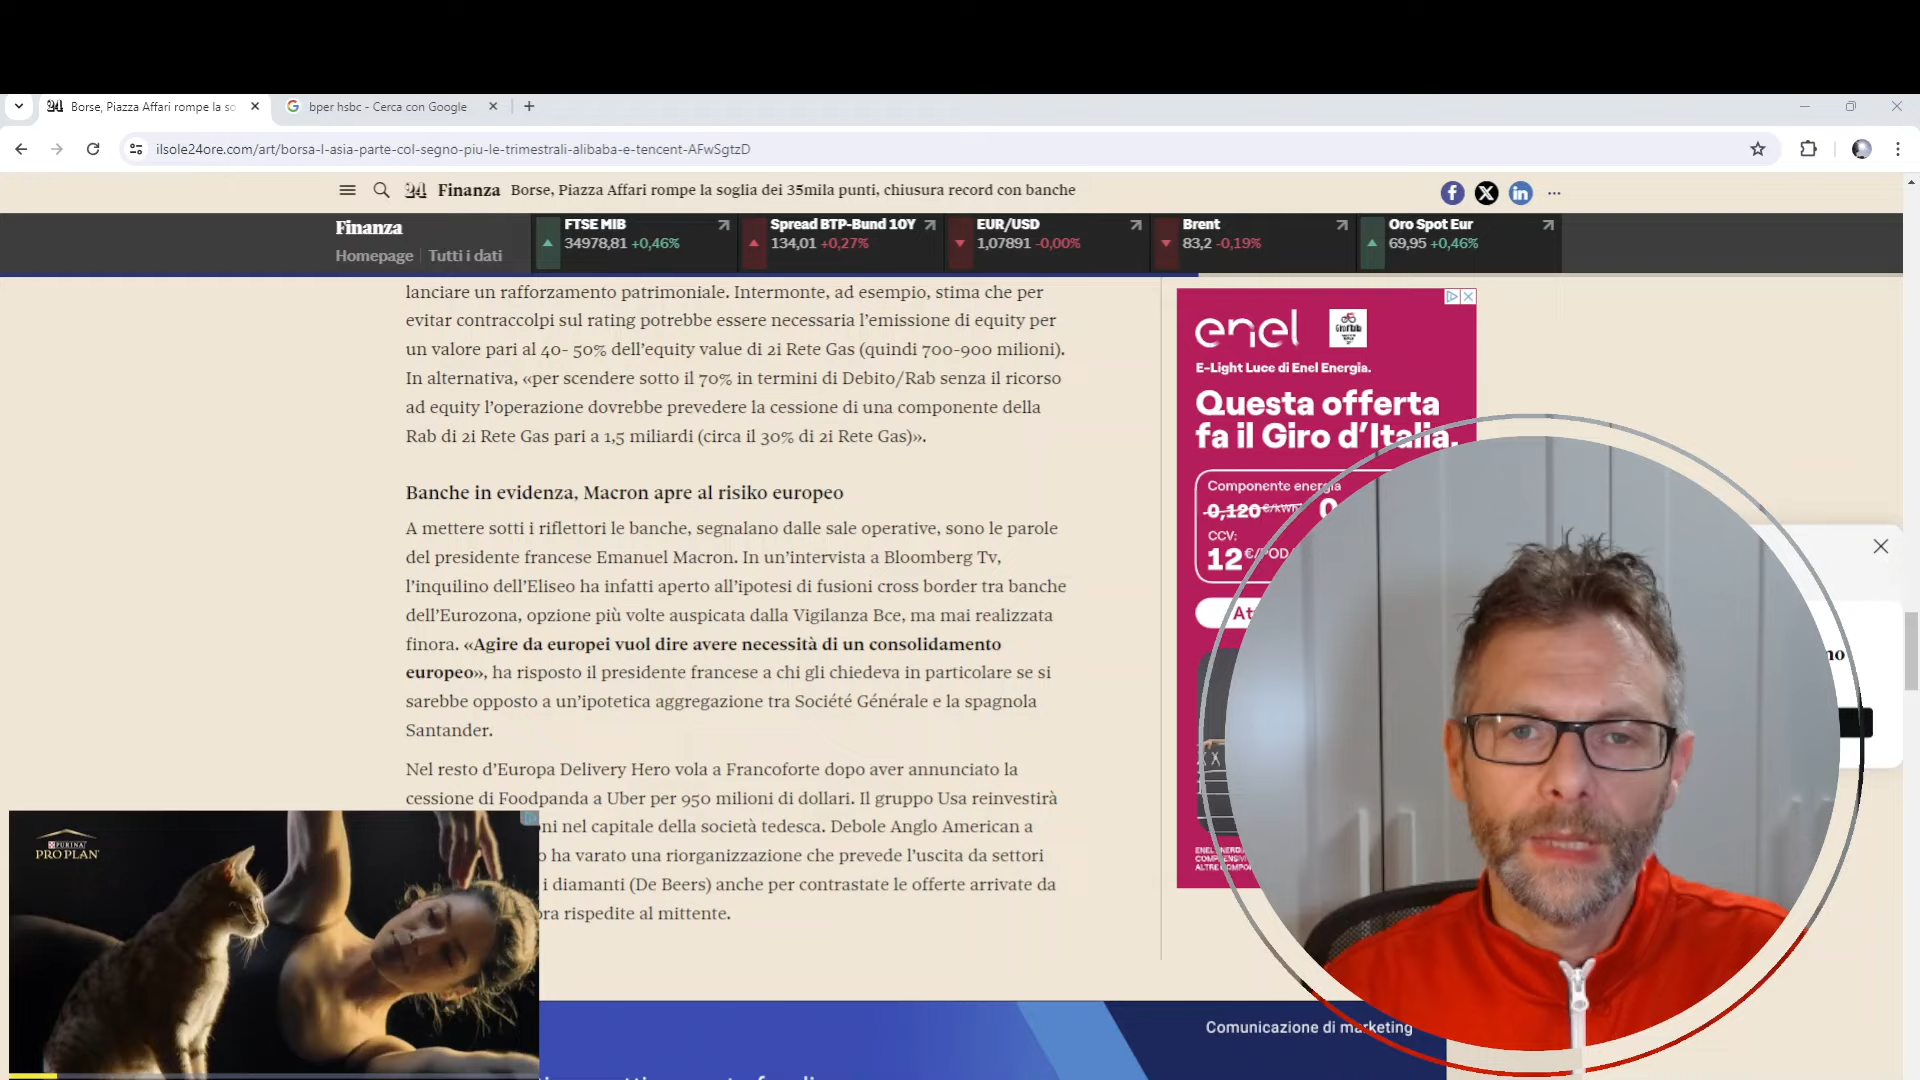 Borse, Piazza Affari rompe la so
bper hsbc - Cerca con Google
ilsole24ore.com/art/borsa-l-asia-parte-col-segno-piu-le-trimestrali-alibaba-e-tencent-AFwSgtzD
24 Finanza Borse, Piazza Affari rompe la soglia dei 35mila punti, chiusura record con banche
Finanza
Homepage Tutti i dati
FTSE MIB
34978,81 +0,46%
Spread BTP-Bund 10Y
134,01 +0,27%
EUR/USD
1,07891 -0,00%
Brent
83,2 -0,19%
Oro Spot Eur
69,95 +0,46%
lanciare un rafforzamento patrimoniale. Intermonte, ad esempio, stima che per
evitar contraccolpi sul rating potrebbe essere necessaria l'emissione di equity per
un valore pari al 40- 50% dell'equity value di 2i Rete Gas (quindi 700-900 milioni).
In alternativa, «per scendere sotto il 70% in termini di Debito/Rab senza il ricorso
ad equity l'operazione dovrebbe prevedere la cessione di una componente della
Rab di 2i Rete Gas pari a 1,5 miliardi (circa il 30% di 2i Rete Gas)».
Banche in evidenza, Macron apre al risiko europeo
A mettere sotti i riflettori le banche, segnalano dalle sale operative, sono le parole
del presidente francese Emanuel Macron. In un'intervista a Bloomberg Tv,
l'inquilino dell'Eliseo ha infatti aperto all'ipotesi di fusioni cross border tra banche
dell'Eurozona, opzione più volte auspicata dalla Vigilanza Bce, ma mai realizzata
finora. «Agire da europei vuol dire avere necessità di un consolidamento
europeo», ha risposto il presidente francese a chi gli chiedeva in particolare se si
sarebbe opposto a un'ipotetica aggregazione tra Société Générale e la spagnola
Santander.
Nel resto d'Europa Delivery Hero vola a Francoforte dopo aver annunciato la
cessione di Foodpanda a Uber per 950 milioni di dollari. Il gruppo Usa reinvestirà
ni nel capitale della società tedesca. Debole Anglo American a
o ha varato una riorganizzazione che prevede l'uscita da settori
i diamanti (De Beers) anche per contrastate le offerte arrivate da
ora rispedite al mittente.
enel
Giro d'Italia
E-Light Luce di Enel Energia.
Questa offerta
fa il Giro d'Italia.
Componente energia
0,120 €/kWh 0
CCV:
12 €/POD/
PURINA
PRO PLAN
Comunicazione di marketing